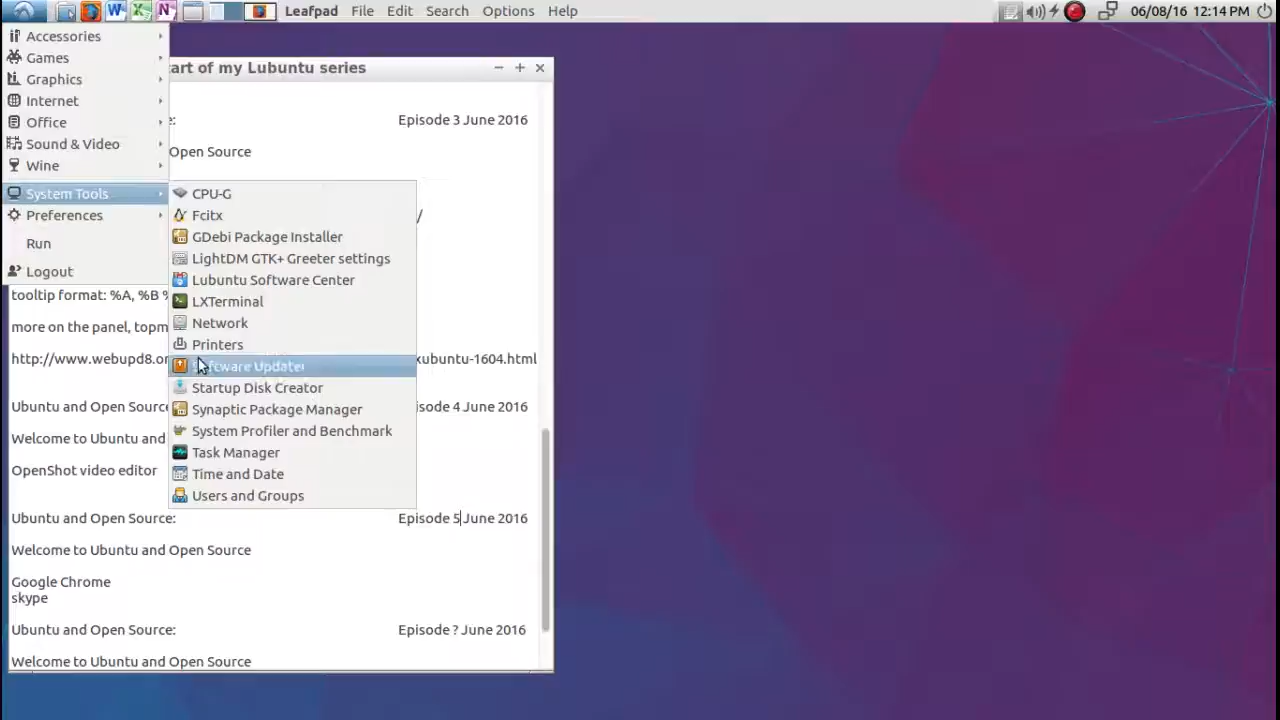 Leafpad File Edit Search Options Help 06/08/16 12:14 PM
Accessories
Games
Graphics
Internet
Office
Sound & Video
Wine
System Tools
Preferences
Run
Logout
art of my Lubuntu series
Episode 3 June 2016
Open Source
/
CPU-G
Fcitx
GDebi Package Installer
LightDM GTK+ Greeter settings
Lubuntu Software Center
LXTerminal
Network
Printers
Software Updater
Startup Disk Creator
Synaptic Package Manager
System Profiler and Benchmark
Task Manager
Time and Date
Users and Groups
tooltip format: %A, %B %
more on the panel, topm
http://www.webupd8.or xubuntu-1604.html
Ubuntu and Open Source isode 4 June 2016
Welcome to Ubuntu and
OpenShot video editor
Ubuntu and Open Source: Episode 5 June 2016
Welcome to Ubuntu and Open Source
Google Chrome
skype
Ubuntu and Open Source: Episode ? June 2016
Welcome to Ubuntu and Open Source